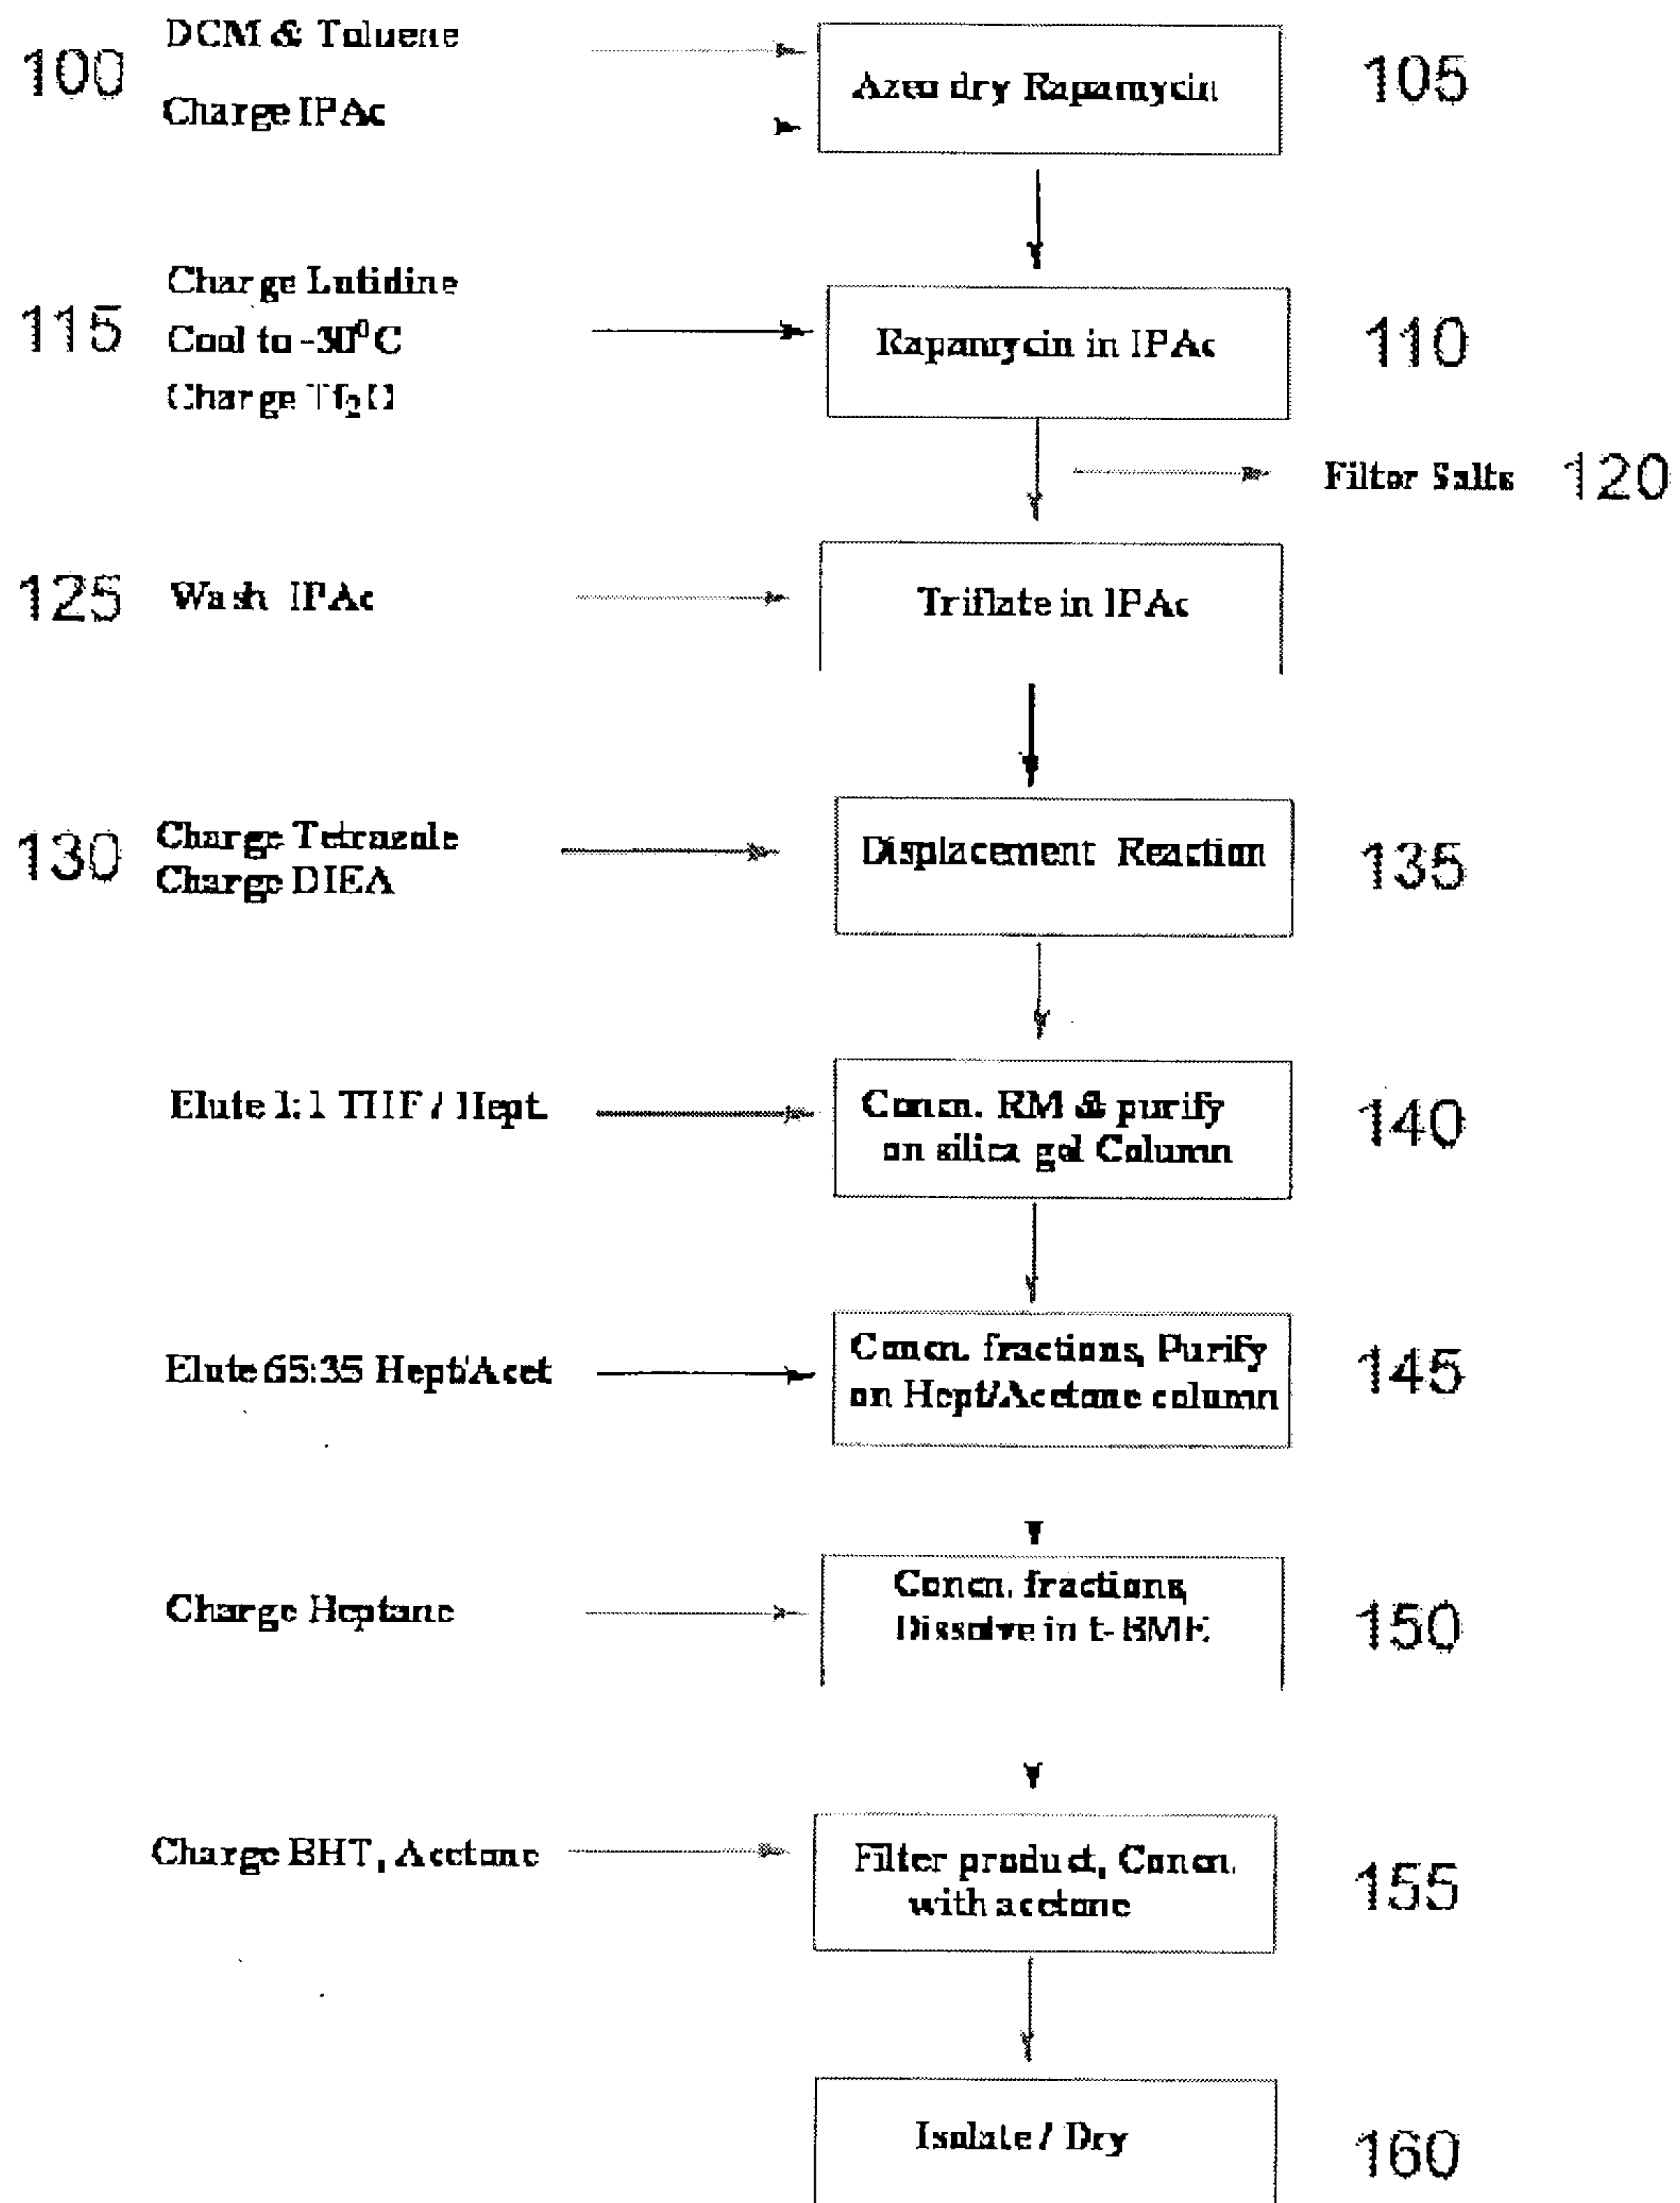 100
DCM & Toluene
Charge IPAc
Azeo dry Rapamycin
105
115
Charge Lutidine
Cool to -30⁰C
Charge Tf₂O
Rapamycin in IPAc
110
Filter Salts
120
125
Wash IPAc
Triflate in IPAc
130
Charge Tetrazole
Charge DIEA
Displacement Reaction
135
Elute 1:1 THF / Hept.
Concn. RM & purify
on silica gel Column
140
Elute 65:35 Hept/Acet
Concn. fractions, Purify
on Hept/Acetone column
145
Charge Heptane
Concn. fractions,
Dissolve in t-BME
150
Charge BHT, Acetone
Filter product, Concn.
with acetone
155
Isolate / Dry
160